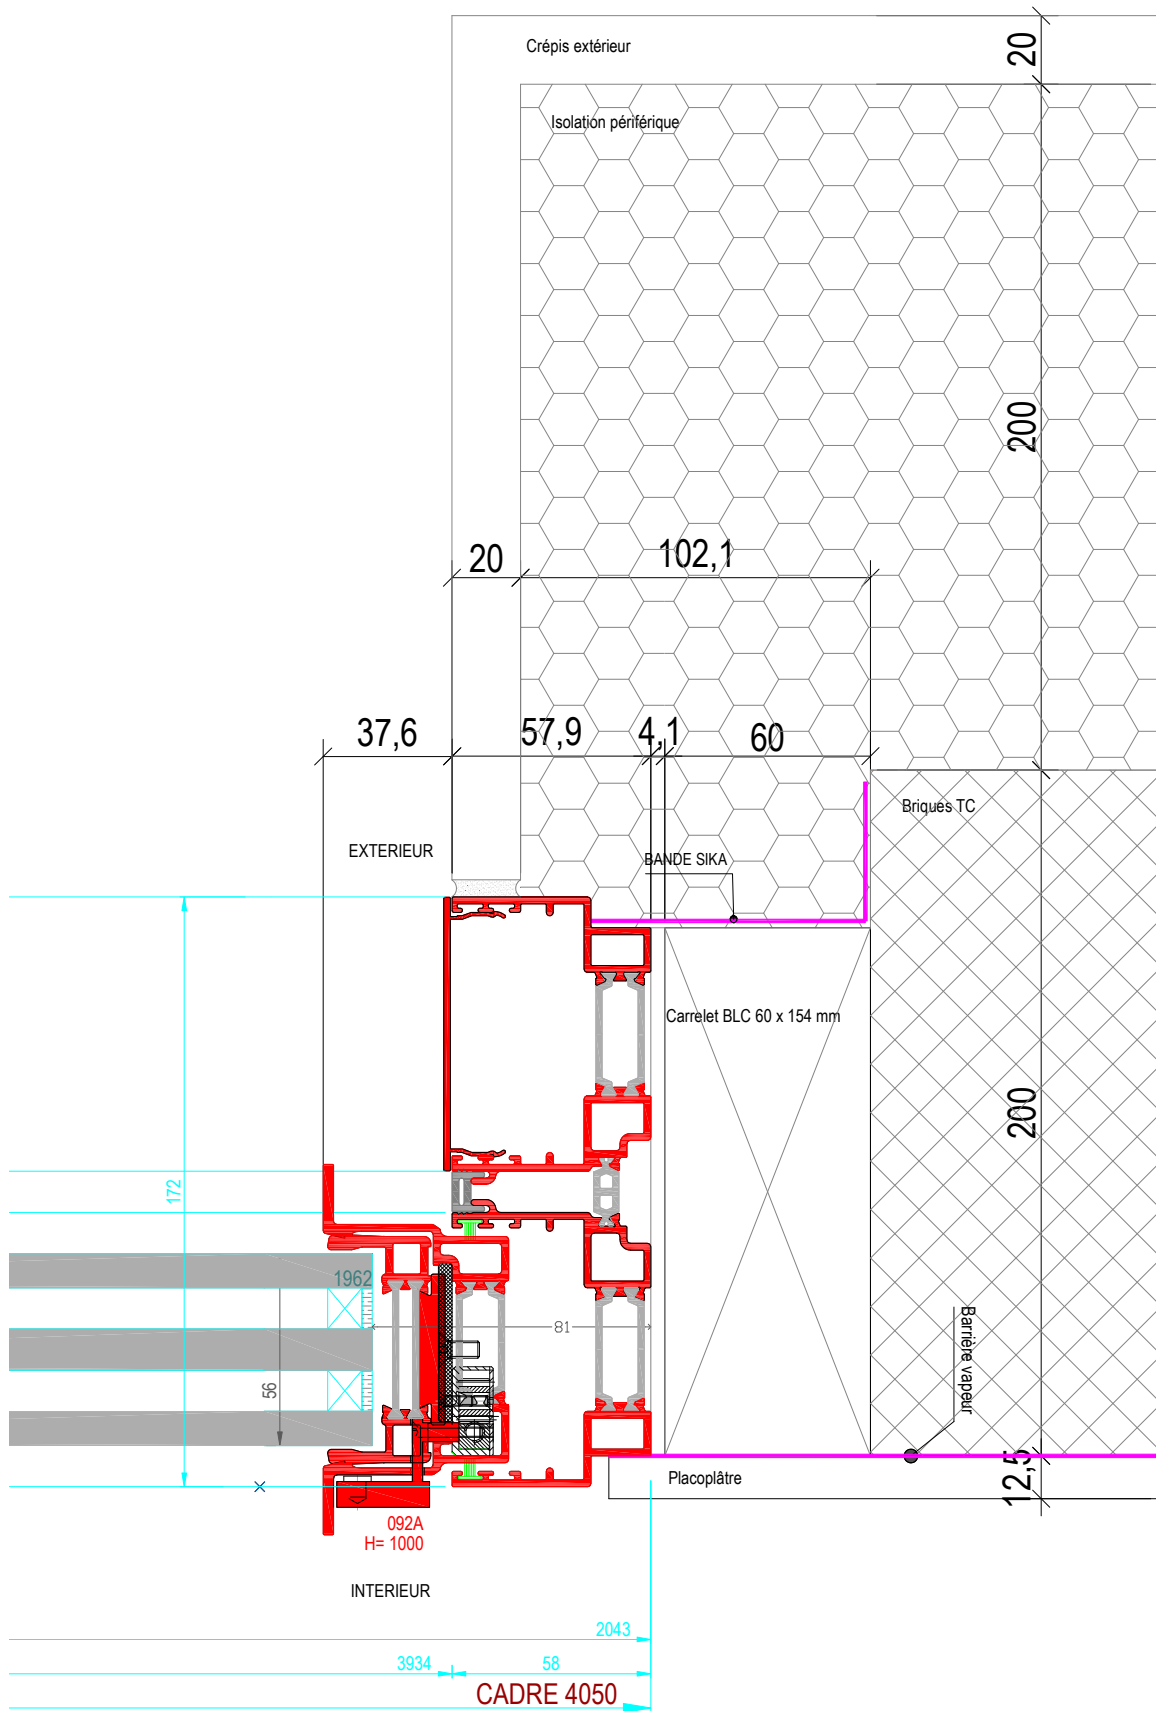 Crépis extérieur
20
Isolation périférique
200
20
102,1
37,6
57,9
4,1
60
Briques TC
EXTERIEUR
BANDE SIKA
Carrelet BLC 60 x 154 mm
200
172
1962
81
56
Barrière vapeur
Placoplâtre
12,5
092A
H= 1000
INTERIEUR
2043
3934
58
CADRE 4050